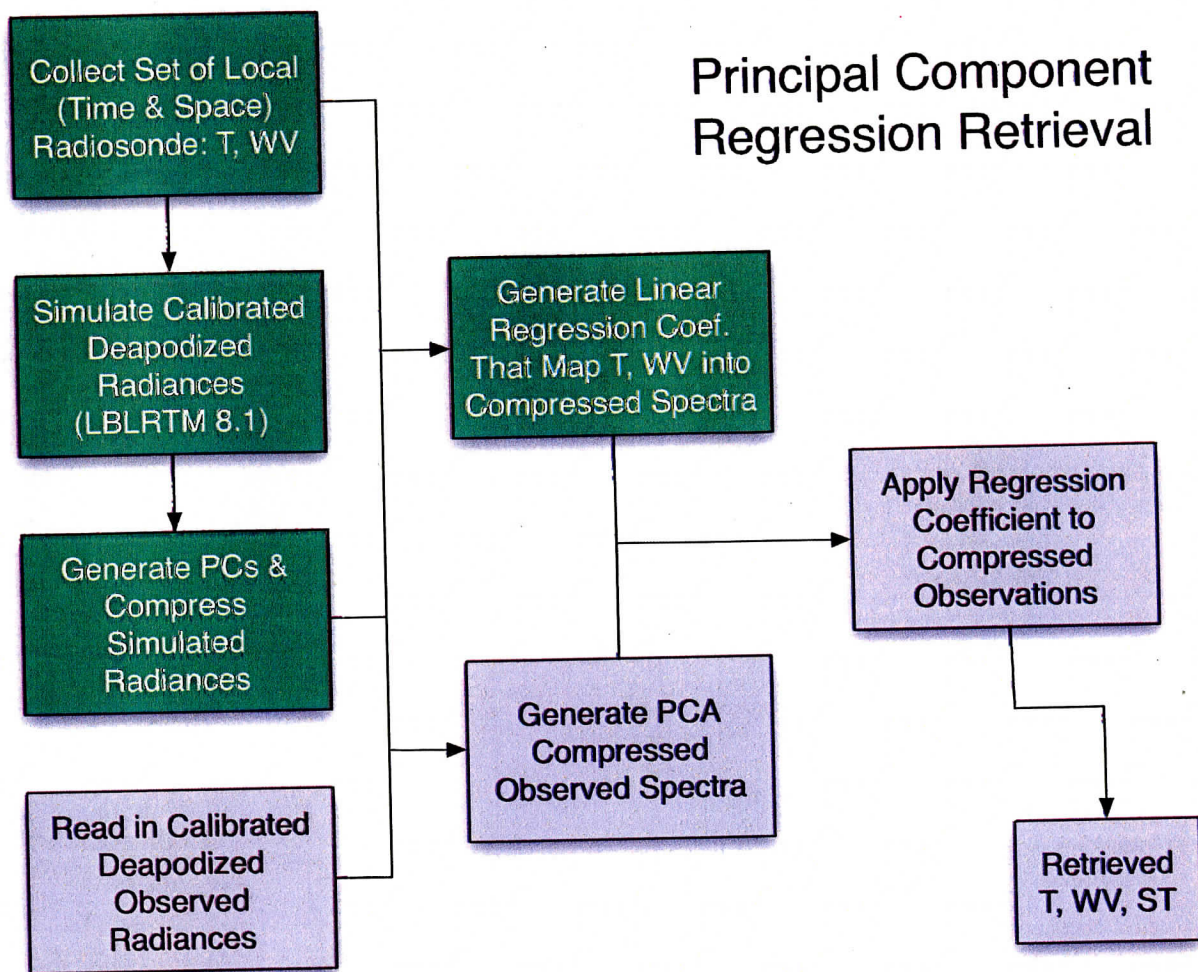 Principal Component
Regression Retrieval
Collect Set of Local
(Time & Space)
Radiosonde: T, WV
Simulate Calibrated
Deapodized
Radiances
(LBLRTM 8.1)
Generate PCs &
Compress
Simulated
Radiances
Read in Calibrated
Deapodized
Observed
Radiances
Generate Linear
Regression Coef.
That Map T, WV into
Compressed Spectra
Generate PCA
Compressed
Observed Spectra
Apply Regression
Coefficient to
Compressed
Observations
Retrieved
T, WV, ST